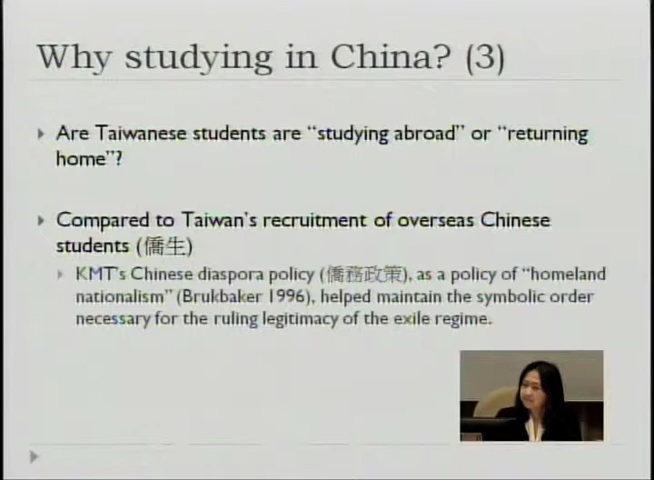 Why studying in China? (3)
Are Taiwanese students are “studying abroad” or “returning
home”?
Compared to Taiwan’s recruitment of overseas Chinese
students (僑生)
KMT’s Chinese diaspora policy (僑務政策), as a policy of “homeland
nationalism” (Brukbaker 1996), helped maintain the symbolic order
necessary for the ruling legitimacy of the exile regime.